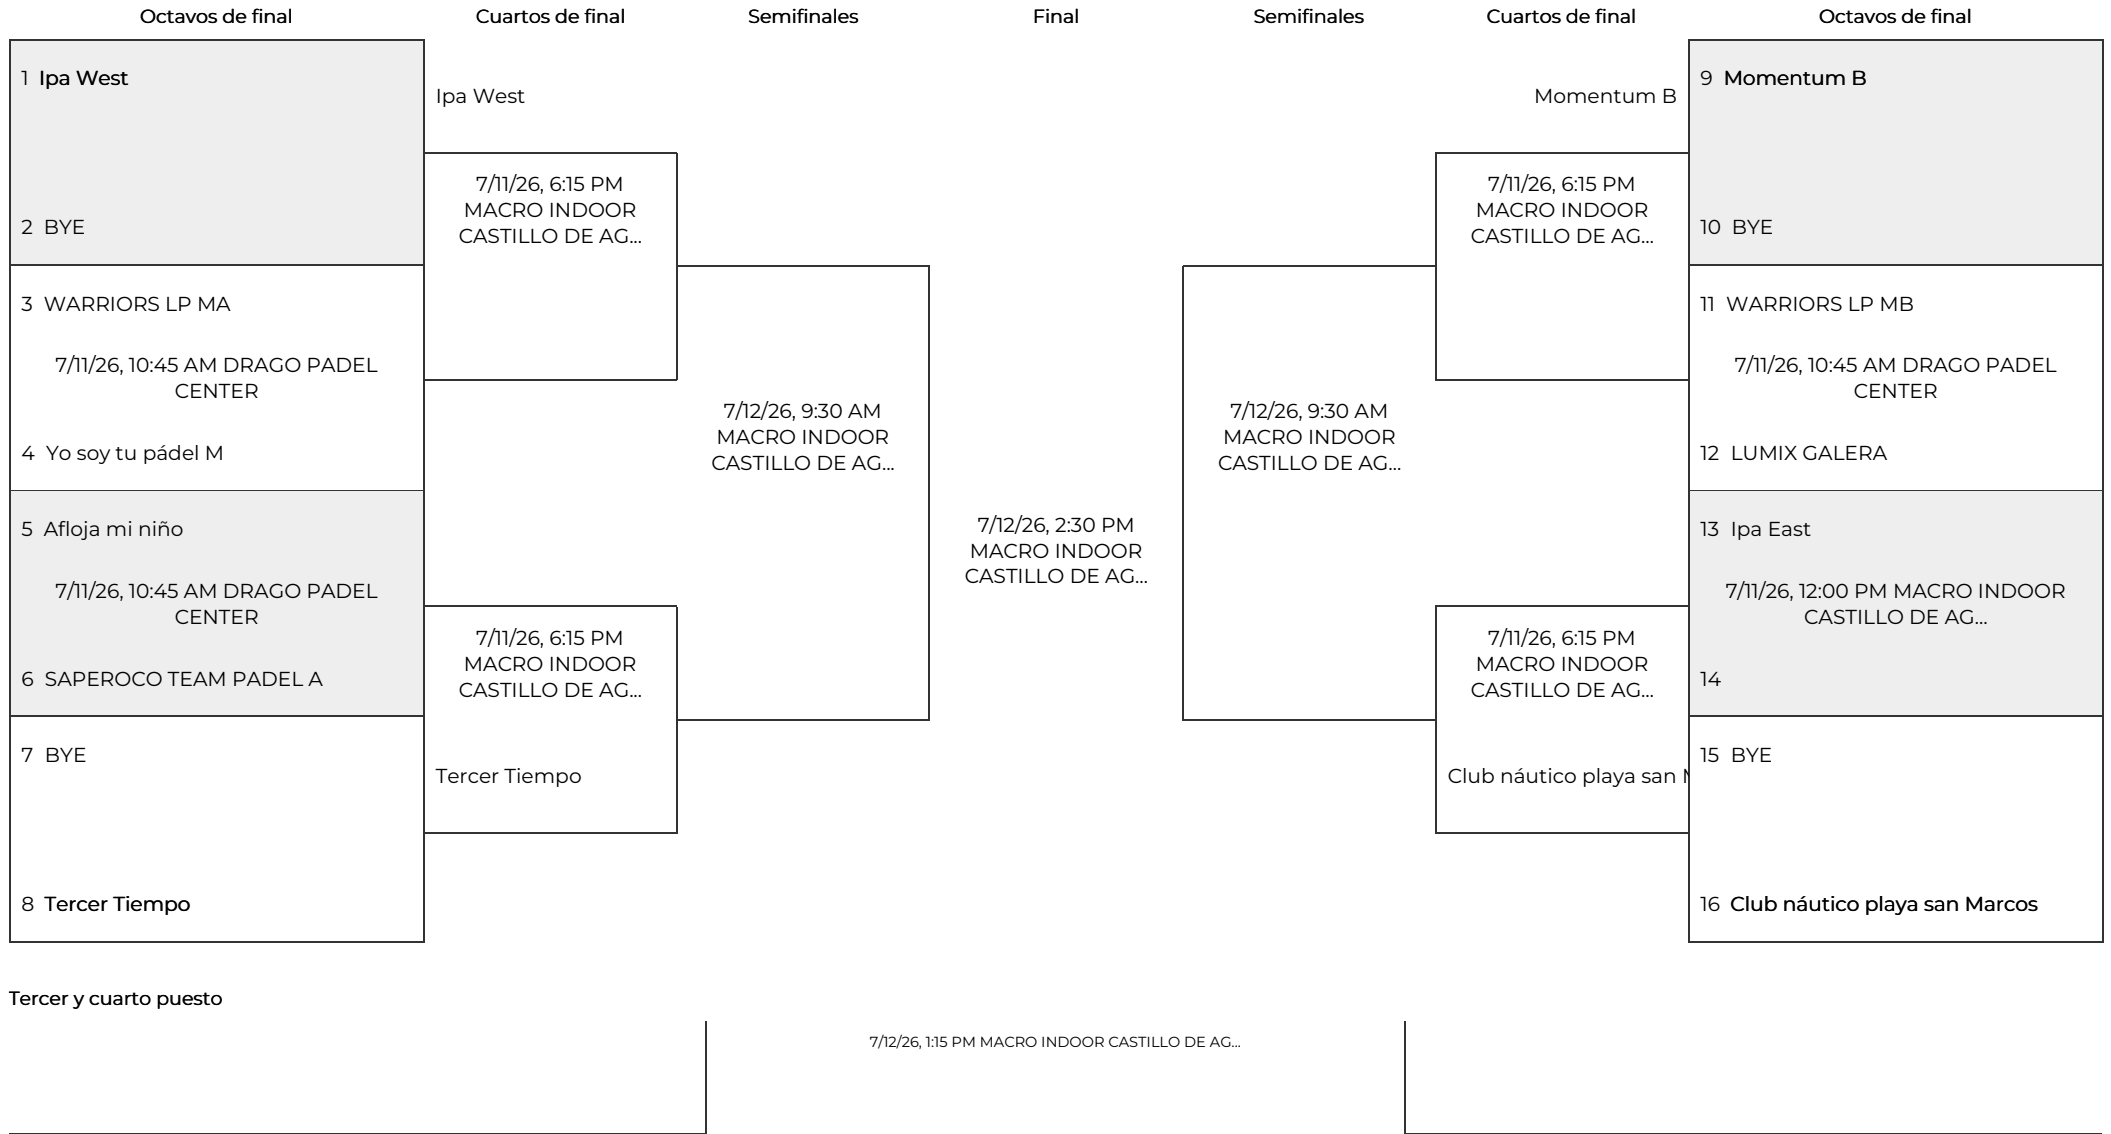 Octavos de final
Cuartos de final
Semifinales
Final
Semifinales
Cuartos de final
Octavos de final
1 Ipa West
2 BYE
3 WARRIORS LP MA
7/11/26, 10:45 AM DRAGO PADEL
CENTER
4 Yo soy tu pádel M
5 Afloja mi niño
7/11/26, 10:45 AM DRAGO PADEL
CENTER
6 SAPEROCO TEAM PADEL A
7 BYE
8 Tercer Tiempo
Ipa West
7/11/26, 6:15 PM
MACRO INDOOR
CASTILLO DE AG...
7/11/26, 6:15 PM
MACRO INDOOR
CASTILLO DE AG...
Tercer Tiempo
7/12/26, 9:30 AM
MACRO INDOOR
CASTILLO DE AG...
7/12/26, 2:30 PM
MACRO INDOOR
CASTILLO DE AG...
7/12/26, 9:30 AM
MACRO INDOOR
CASTILLO DE AG...
Momentum B
7/11/26, 6:15 PM
MACRO INDOOR
CASTILLO DE AG...
7/11/26, 6:15 PM
MACRO INDOOR
CASTILLO DE AG...
Club náutico playa san M
9 Momentum B
10 BYE
11 WARRIORS LP MB
7/11/26, 10:45 AM DRAGO PADEL
CENTER
12 LUMIX GALERA
13 Ipa East
7/11/26, 12:00 PM MACRO INDOOR
CASTILLO DE AG...
14
15 BYE
16 Club náutico playa san Marcos
Tercer y cuarto puesto
7/12/26, 1:15 PM MACRO INDOOR CASTILLO DE AG...